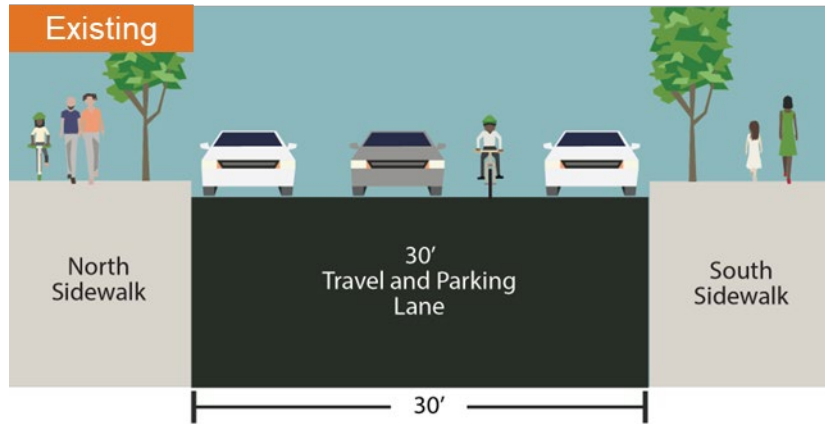 Existing
North
Sidewalk
30’
Travel and Parking
Lane
South
Sidewalk
30’